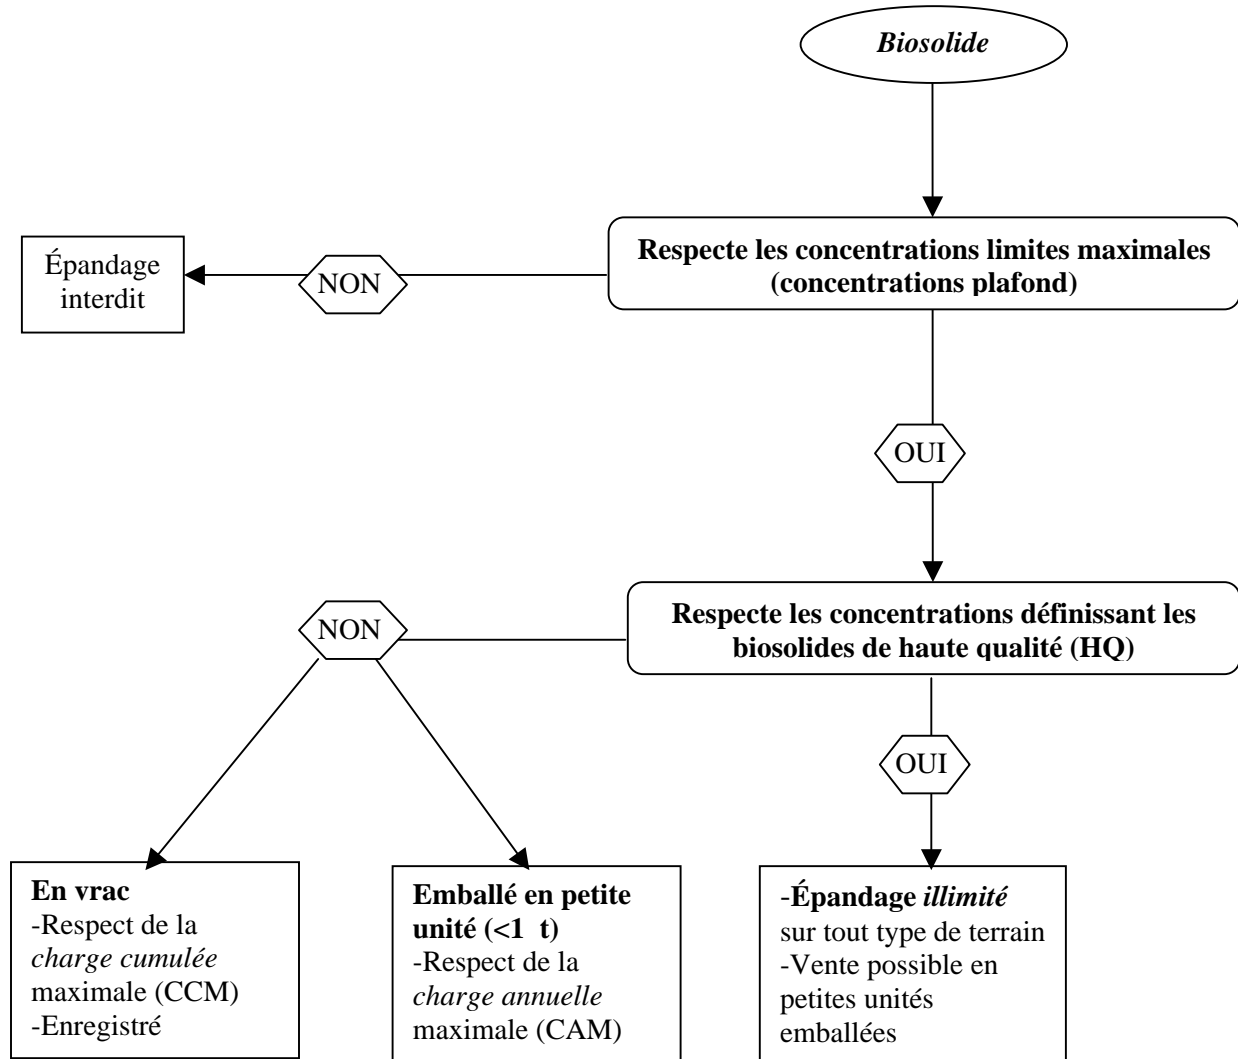 Biosolide
Respecte les concentrations limites maximales
(concentrations plafond)
NON
Épandage
interdit
OUI
Respecte les concentrations définissant les
biosolides de haute qualité (HQ)
NON
OUI
En vrac
-Respect de la
charge cumulée
maximale (CCM)
-Enregistré
Emballé en petite
unité (<1 t)
-Respect de la
charge annuelle
maximale (CAM)
-Épandage illimité
sur tout type de terrain
-Vente possible en
petites unités
emballées